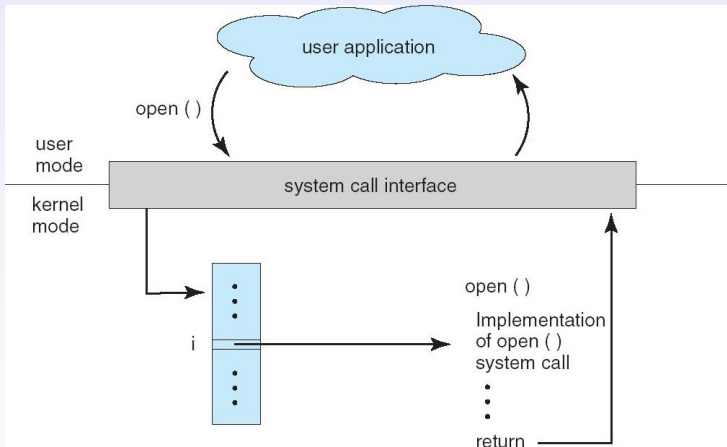 user application
open ( )
user
mode
system call interface
kernel
mode
open ( )
i
Implementation
of open ( )
system call
return